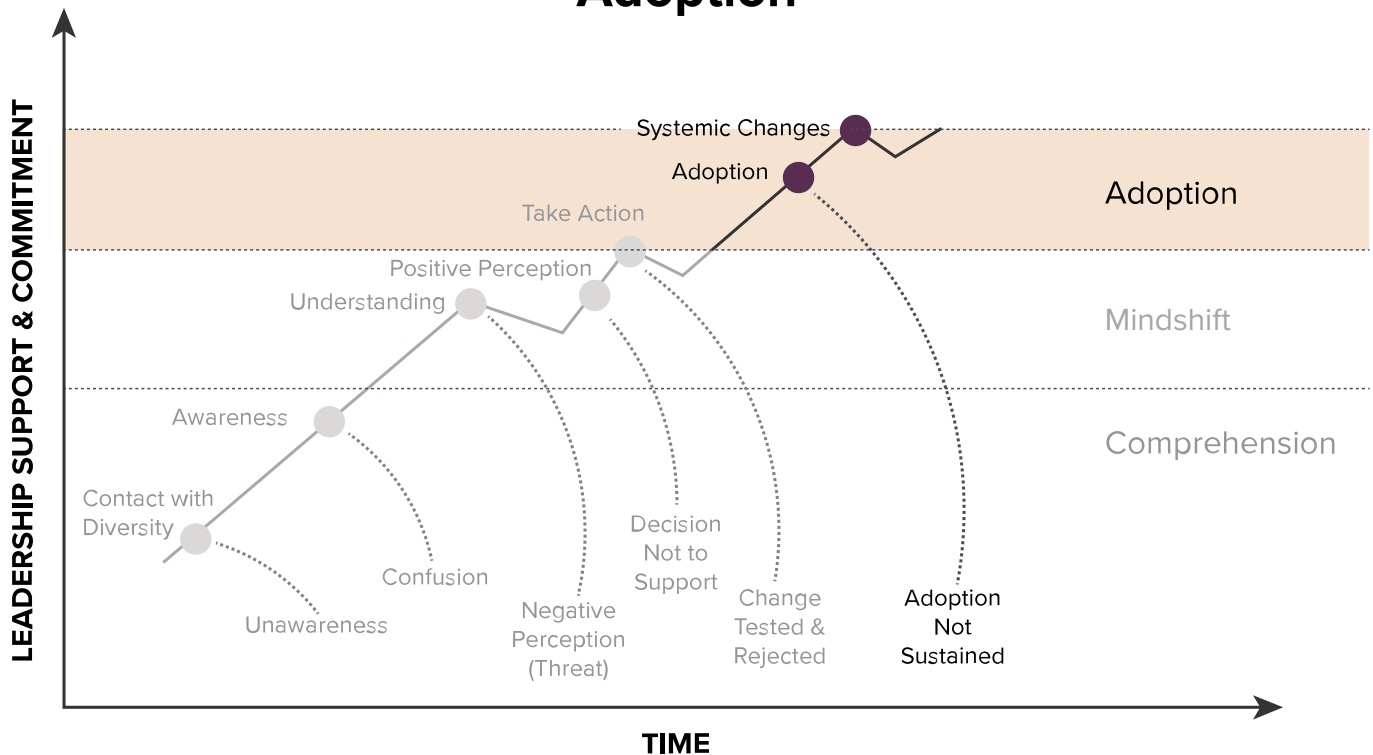 Adoption
LEADERSHIP SUPPORT & COMMITMENT
Systemic Changes
Adoption
Adoption
Take Action
Positive Perception
Understanding
Mindshift
Awareness
Comprehension
Contact with
Diversity
Decision
Not to
Support
Confusion
Unawareness
Negative
Perception
(Threat)
Change
Tested &
Rejected
Adoption
Not
Sustained
TIME